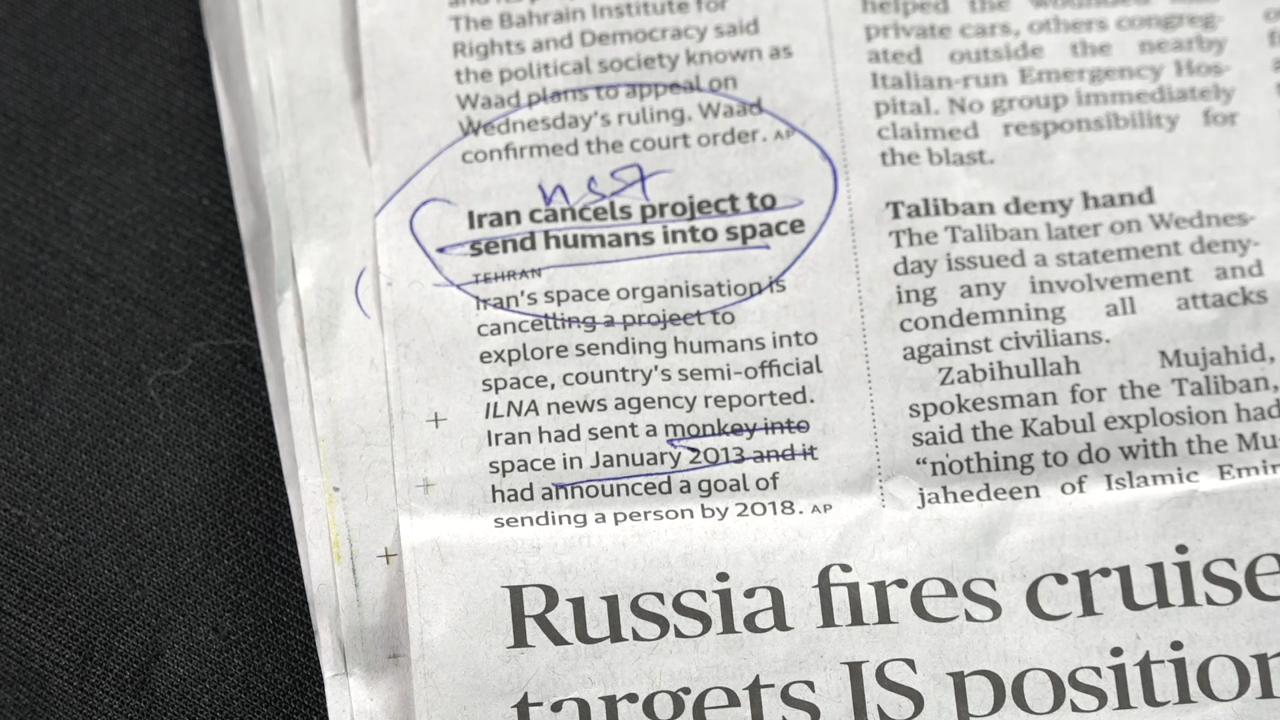 The Bahrain Institute for
Rights and Democracy said
the political society known as
Waad plans to appeal on
Wednesday's ruling. Waad
confirmed the court order. AP
Iran cancels project to
send humans into space
TEHRAN
Iran's space organisation is
cancelling a project to
explore sending humans into
space, country's semi-official
ILNA news agency reported.
Iran had sent a monkey into
space in January 2013 and it
had announced a goal of
sending a person by 2018. AP
private cars, others congreg-
ated outside the nearby
Italian-run Emergency Hos-
pital. No group immediately
claimed responsibility for
the blast.
Taliban deny hand
The Taliban later on Wednes-
day issued a statement deny-
ing any involvement and
condemning all attacks
against civilians.
Zabihullah Mujahid,
spokesman for the Taliban,
said the Kabul explosion had
“nothing to do with the Mu
jahedeen of Islamic Emir
Russia fires cruise
targets IS position